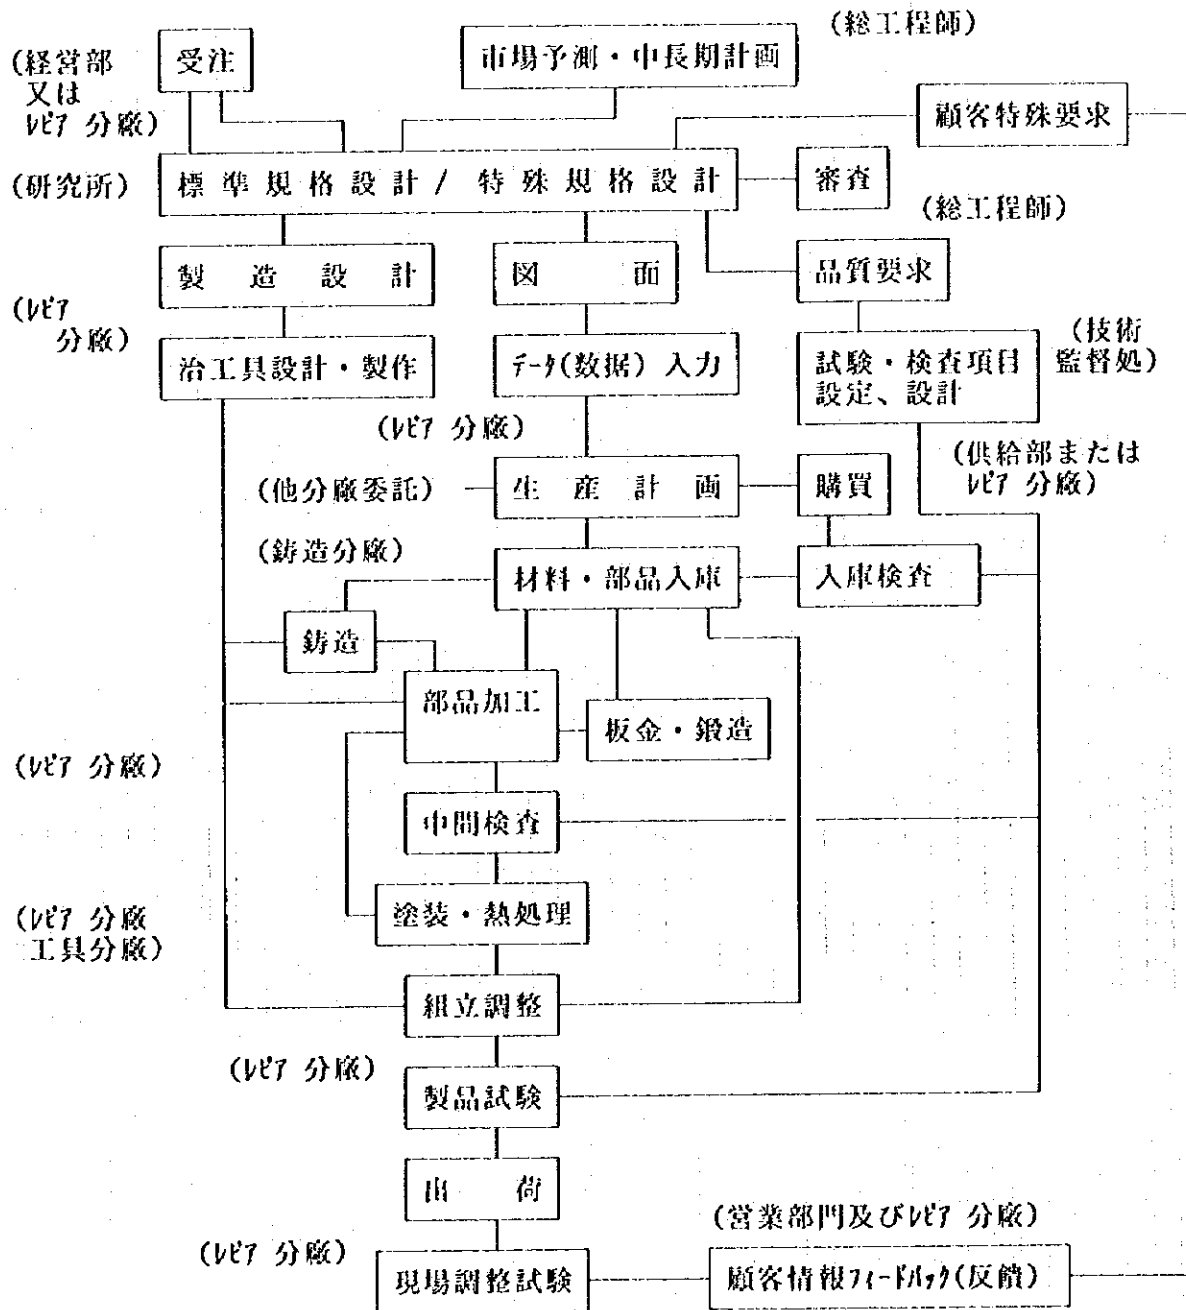 (総工程師)
(経営部
又は
ﾚﾋﾟｱ 分廠)
受注
市場予測・中長期計画
顧客特殊要求
(研究所)
標準規格設計 / 特殊規格設計
審査
(総工程師)
製造設計
図面
品質要求
(ﾚﾋﾟｱ
分廠)
治工具設計・製作
ﾃﾞｰﾀ(数据) 入力
試験・検査項目
設定、設計
(技術
監督処)
(ﾚﾋﾟｱ 分廠)
(供給部または
ﾚﾋﾟｱ 分廠)
(他分廠委託)
生産計画
購買
(鋳造分廠)
材料・部品入庫
入庫検査
鋳造
部品加工
板金・鍛造
(ﾚﾋﾟｱ 分廠)
中間検査
(ﾚﾋﾟｱ 分廠
工具分廠)
塗装・熱処理
組立調整
(ﾚﾋﾟｱ 分廠)
製品試験
出荷
(営業部門及びﾚﾋﾟｱ 分廠)
(ﾚﾋﾟｱ 分廠)
現場調整試験
顧客情報ﾌｨｰﾄﾞﾊﾞｯｸ(反饋)